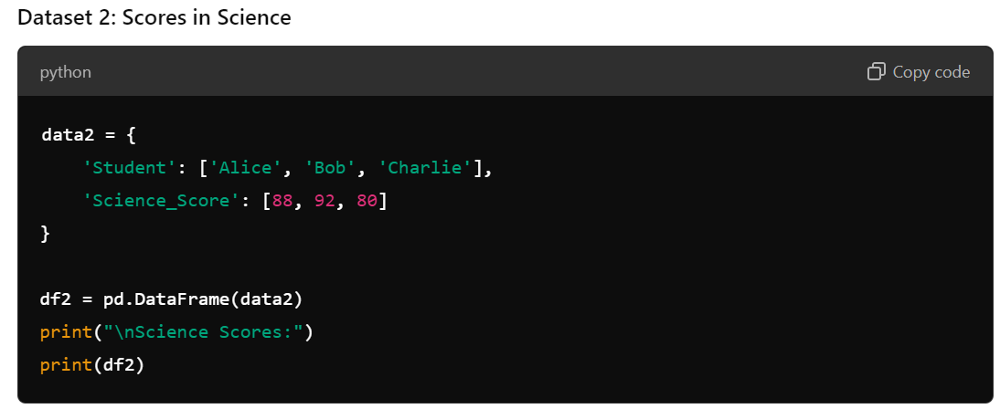 Dataset 2: Scores in Science
python
Copy code
data2 = {
    'Student': ['Alice', 'Bob', 'Charlie'],
    'Science_Score': [88, 92, 80]
}
df2 = pd.DataFrame(data2)
print("\nScience Scores:")
print(df2)